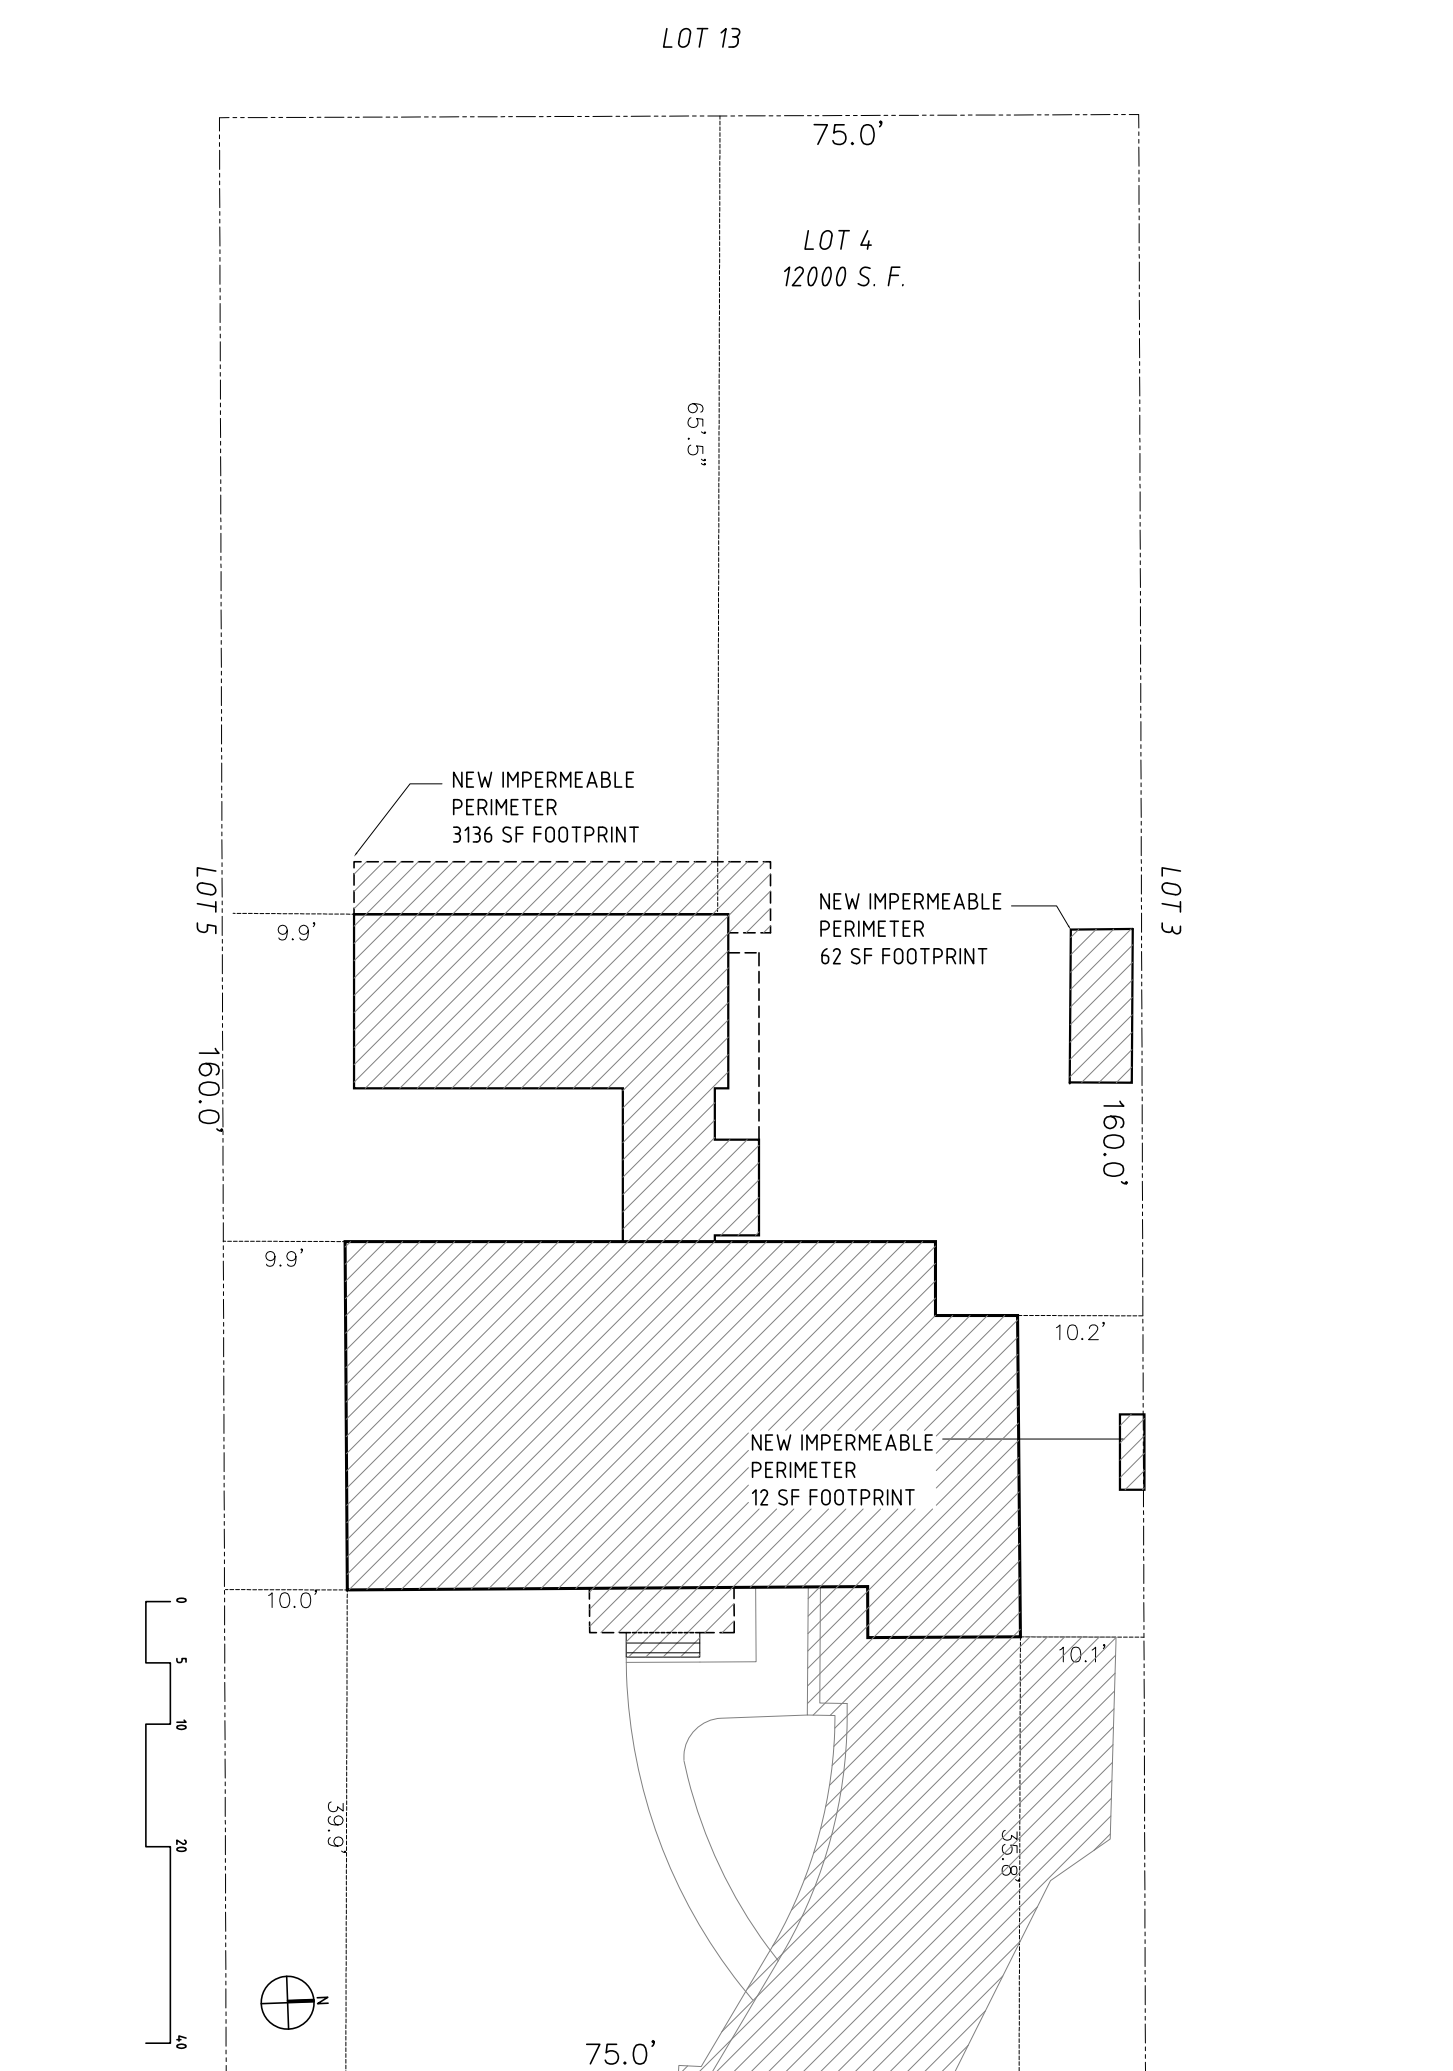 LOT 13
75.0'
LOT 4
12000 S. F.
65'.5"
NEW IMPERMEABLE
PERIMETER
3136 SF FOOTPRINT
LOT 5
9.9'
NEW IMPERMEABLE
PERIMETER
62 SF FOOTPRINT
LOT 3
160.0'
160.0'
9.9'
10.2'
NEW IMPERMEABLE
PERIMETER
12 SF FOOTPRINT
10.0'
10.1'
0
5
10
20
40
39.9'
35.8'
N
75.0'